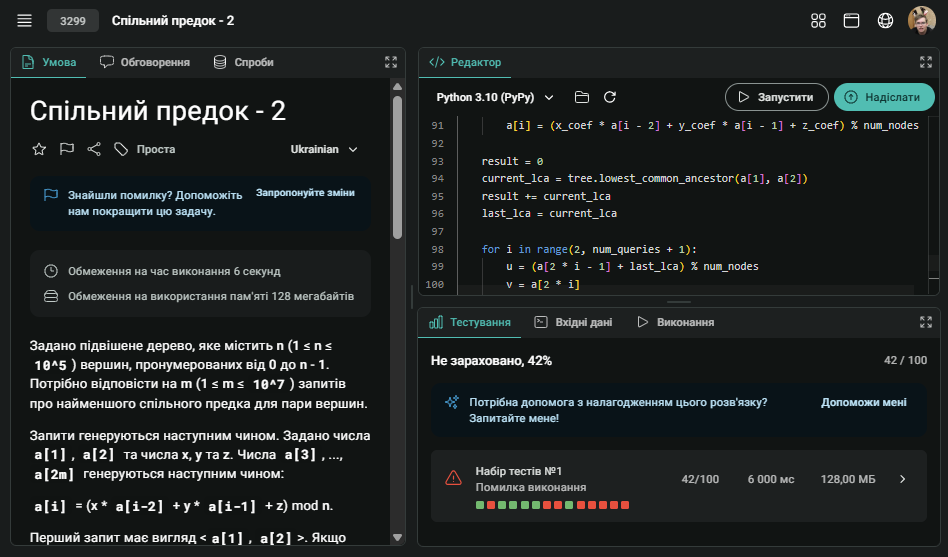 3299
Спільний предок - 2
Умова
Обговорення
Спроби
Спільний предок - 2
Проста
Ukrainian
Знайшли помилку? Допоможіть
нам покращити цю задачу.
Запропонуйте зміни
Обмеження на час виконання 6 секунд
Обмеження на використання пам'яті 128 мегабайтів
Задано підвішене дерево, яке містить n (1 ≤ n ≤
10^5 ) вершин, пронумерованих від 0 до n - 1.
Потрібно відповісти на m (1 ≤ m ≤ 10^7 ) запитів
про найменшого спільного предка для пари вершин.
Запити генеруються наступним чином. Задано числа
a[1] , a[2] та числа x, y та z. Числа a[3] , ...,
a[2m] генеруються наступним чином:
a[i] = (x * a[i-2] + y * a[i-1] + z) mod n.
Перший запит має вигляд < a[1] , a[2] >. Якщо
Редактор
Python 3.10 (PyPy)
Запустити
Надіслати
91 a[i] = (x_coef * a[i - 2] + y_coef * a[i - 1] + z_coef) % num_nodes
92
93 result = 0
94 current_lca = tree.lowest_common_ancestor(a[1], a[2])
95 result += current_lca
96 last_lca = current_lca
97
98 for i in range(2, num_queries + 1):
99 u = (a[2 * i - 1] + last_lca) % num_nodes
100 v = a[2 * i]
Тестування
Вхідні дані
Виконання
Не зараховано, 42%
42 / 100
Потрібна допомога з налагодженням цього розв'язку?
Запитайте мене!
Допоможи мені
Набір тестів №1
Помилка виконання
42/100
6 000 мс
128,00 МБ